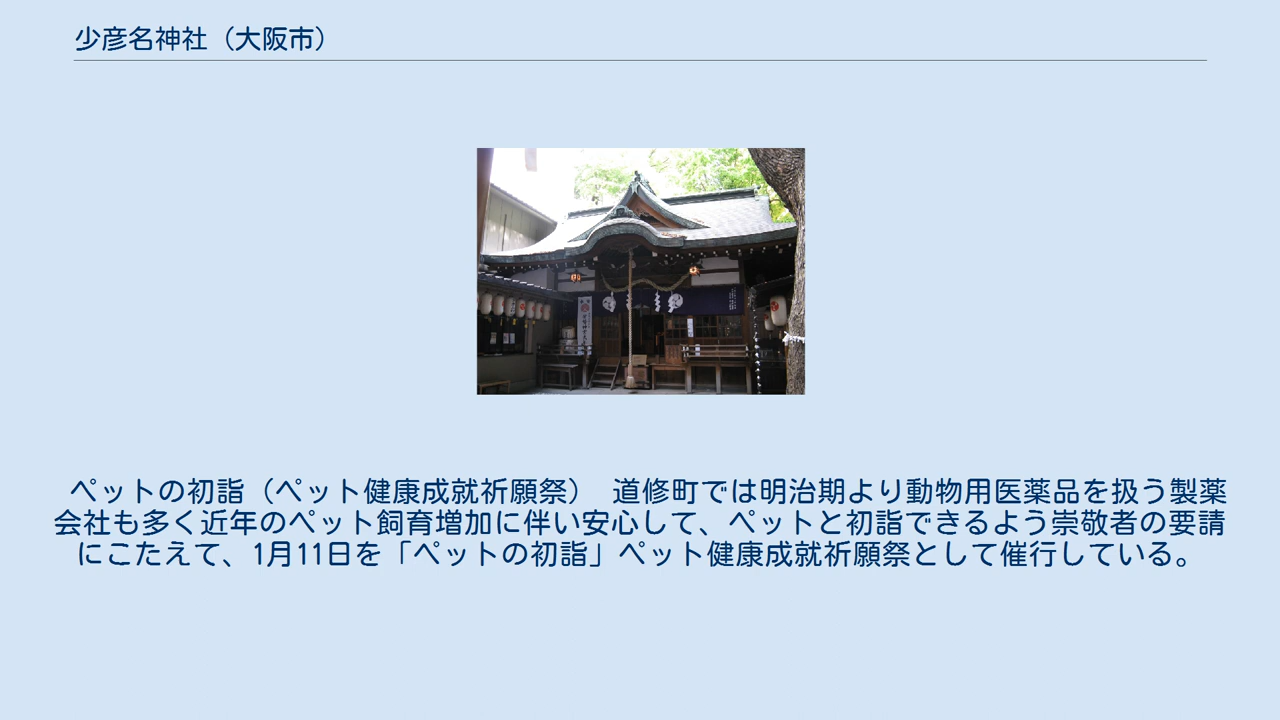 少彦名神社（大阪市）
ペットの初詣（ペット健康成就祈願祭）　道修町では明治期より動物用医薬品を扱う製薬
会社も多く近年のペット飼育増加に伴い安心して、ペットと初詣できるよう崇敬者の要請
にこたえて、1月11日を「ペットの初詣」ペット健康成就祈願祭として催行している。